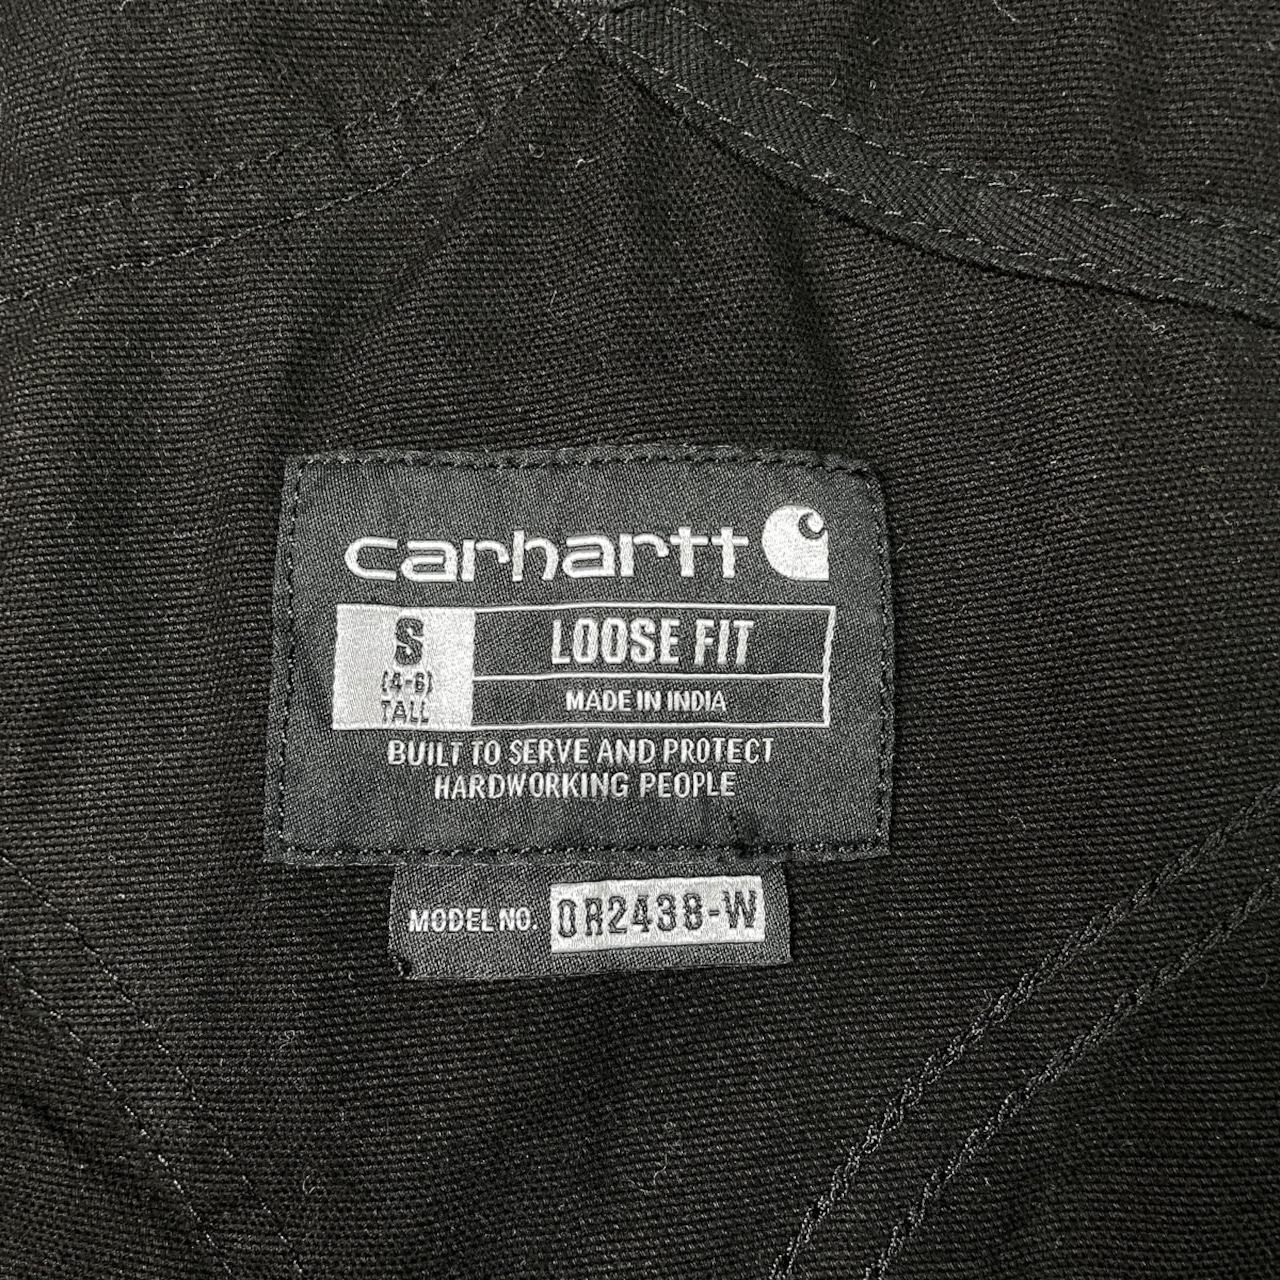 carhartt
S
(4-6)
TALL
LOOSE FIT
MADE IN INDIA
BUILT TO SERVE AND PROTECT
HARDWORKING PEOPLE
MODEL NO. OR2438-W